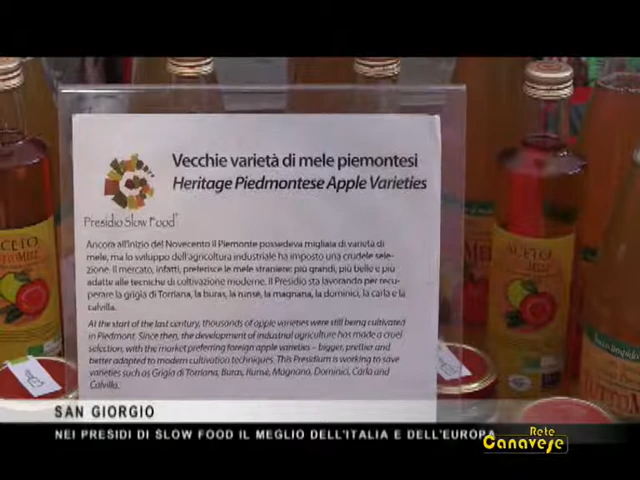 Vecchie varietà di mele piemontesi
Heritage Piedmontese Apple Varieties
Presidio Slow Food®
Ancora all'inizio del Novecento il Piemonte possedeva migliaia di varietà di
mele, ma lo sviluppo dell'agricoltura industriale ha imposto una crudele sele-
zione. Il mercato, infatti, preferisce le mele straniere: più grandi, più belle e più
adatte alle tecniche di coltivazione moderne. Il Presidio sta lavorando per recu-
perare la grigia di Torriana, la buras, la runsè, la magnana, la dominici, la carla e la
calvilla.
At the start of the last century, thousands of apple varieties were still being cultivated
in Piedmont. Since then, the development of industrial agriculture has made a cruel
selection, with the market preferring foreign apple varieties – bigger, prettier and
better adapted to modern cultivation techniques. This Presidium is working to save
varieties such as Grigia di Torriana, Buras, Runsè, Magnana, Dominici, Carla and
Calvilla.
ACETO
ACETO
SAN GIORGIO
NEI PRESIDI DI SLOW FOOD IL MEGLIO DELL'ITALIA E DELL'EUROPA
Rete
Canavese